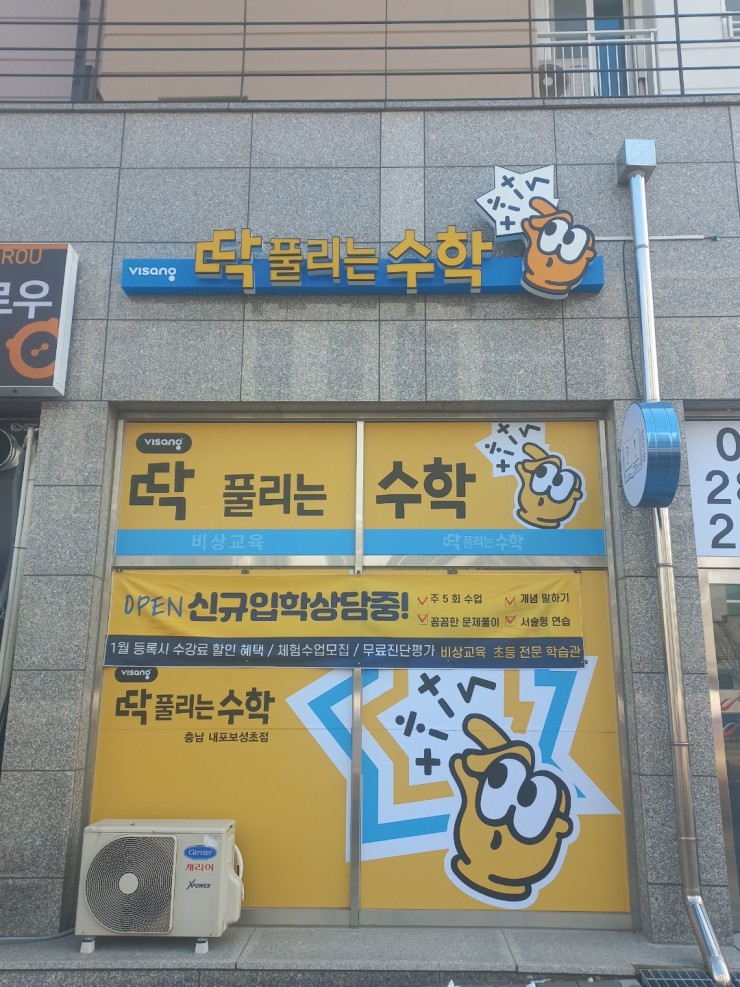 ROU
visang 딱 풀리는 수학
visang
딱 풀리는 수학
비상교육 딱 풀리는 수학
OPEN 신규입학상담중!
주 5회 수업 개념 말하기
꼼꼼한 문제풀이 서술형 연습
1월 등록시 수강료 할인 혜택 / 체험수업모집 / 무료진단평가 비상교육 초등 전문 학습관
visang
딱 풀리는 수학
충남 내포보성초점
Carrier
캐리어
XPOWER
0
28
2